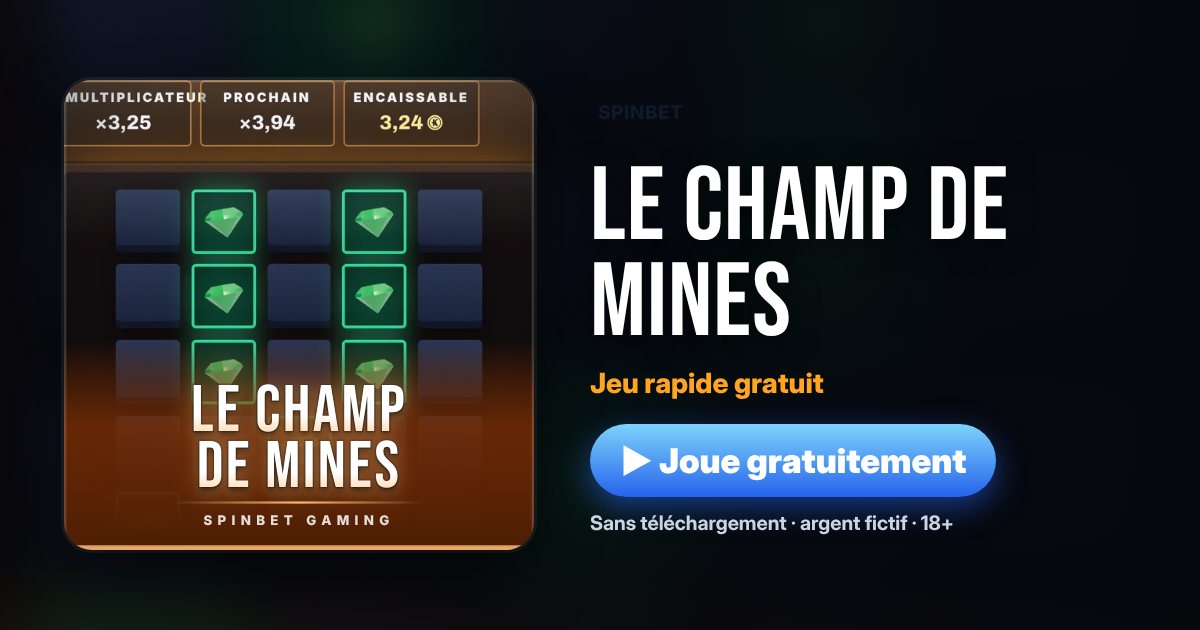 MULTIPLICATEUR PROCHAIN ENCAISSABLE
×3,25 ×3,94 3,24
LE CHAMP
DE MINES
SPINBET GAMING
SPINBET
LE CHAMP DE
MINES
Jeu rapide gratuit
▶ Joue gratuitement
Sans téléchargement · argent fictif · 18+